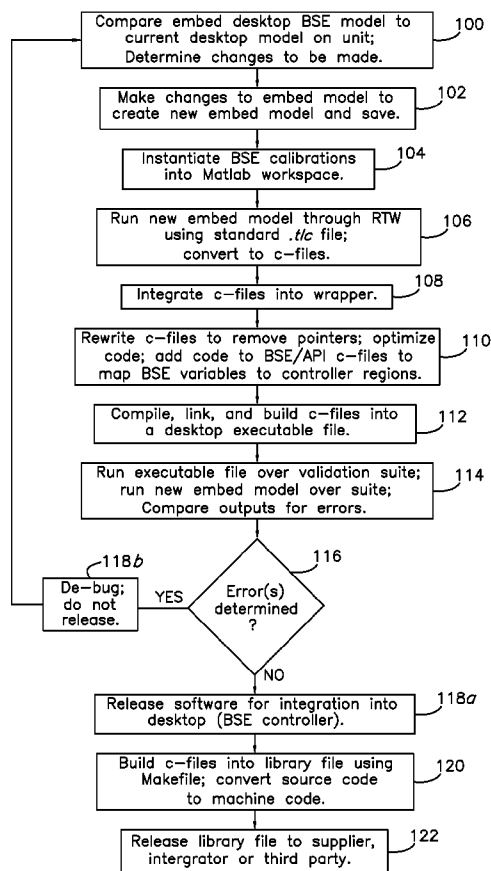 Compare embed desktop BSE model to
current desktop model on unit;
Determine changes to be made.
100
Make changes to embed model to
create new embed model and save.
102
Instantiate BSE calibrations
into Matlab workspace.
104
Run new embed model through RTW
using standard .tlc file;
convert to c-files.
106
Integrate c-files into wrapper.
108
Rewrite c-files to remove pointers; optimize
code; add code to BSE/API c-files to
map BSE variables to controller regions.
110
Compile, link, and build c-files into
a desktop executable file.
112
Run executable file over validation suite;
run new embed model over suite;
Compare outputs for errors.
114
116
Error(s)
determined
?
YES
118b
De-bug;
do not
release.
NO
Release software for integration into
desktop (BSE controller).
118a
Build c-files into library file using
Makefile; convert source code
to machine code.
120
Release library file to supplier,
intergrator or third party.
122